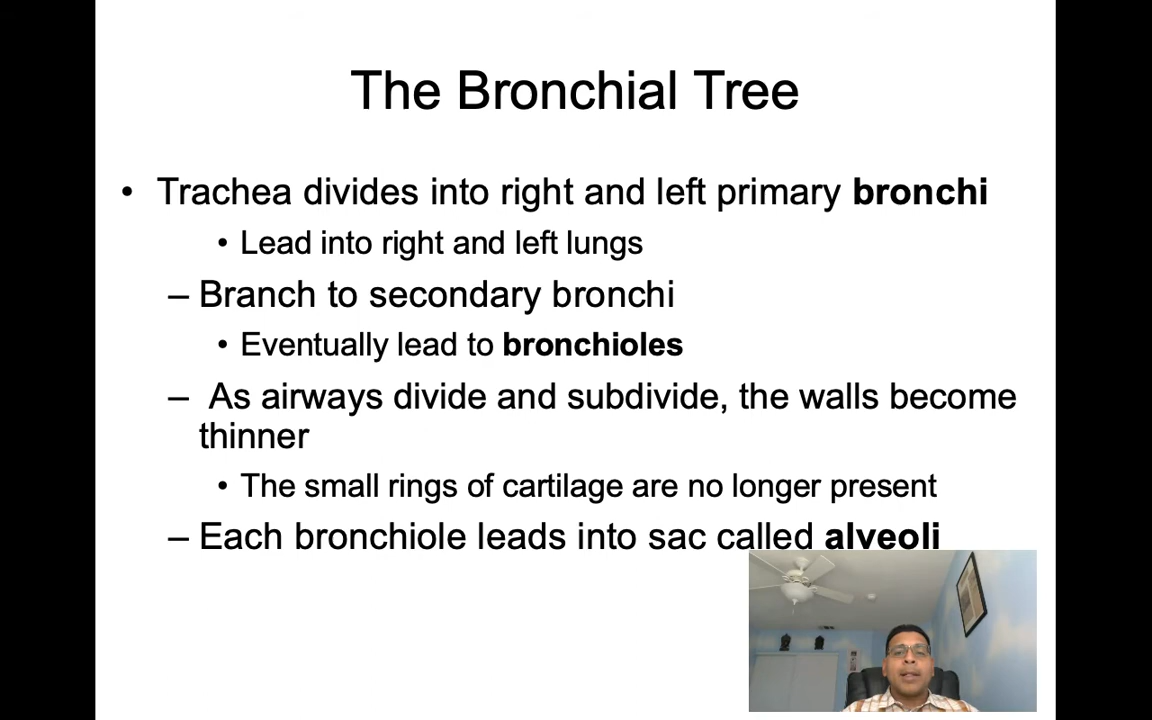 The Bronchial Tree
• Trachea divides into right and left primary bronchi
• Lead into right and left lungs
– Branch to secondary bronchi
• Eventually lead to bronchioles
– As airways divide and subdivide, the walls become
thinner
• The small rings of cartilage are no longer present
– Each bronchiole leads into sac called alveoli